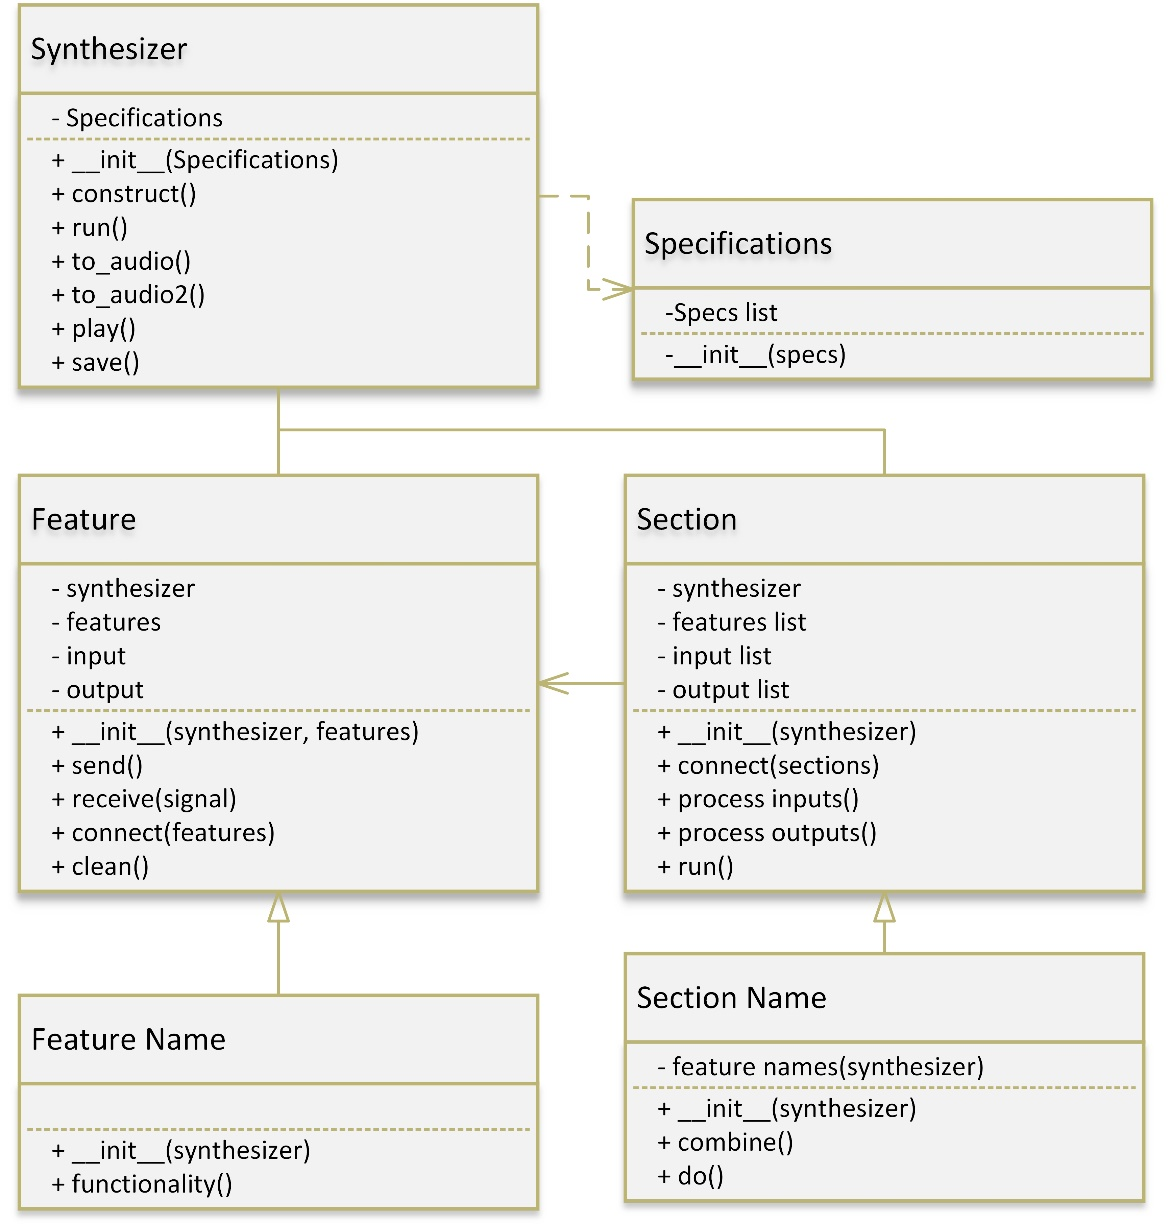 Synthesizer
- Specifications
+ __init__(Specifications)
+ construct()
+ run()
+ to_audio()
+ to_audio2()
+ play()
+ save()
Specifications
-Specs list
-__init__(specs)
Feature
- synthesizer
- features
- input
- output
+ __init__(synthesizer, features)
+ send()
+ receive(signal)
+ connect(features)
+ clean()
Section
- synthesizer
- features list
- input list
- output list
+ __init__(synthesizer)
+ connect(sections)
+ process inputs()
+ process outputs()
+ run()
Feature Name
+ __init__(synthesizer)
+ functionality()
Section Name
- feature names(synthesizer)
+ __init__(synthesizer)
+ combine()
+ do()